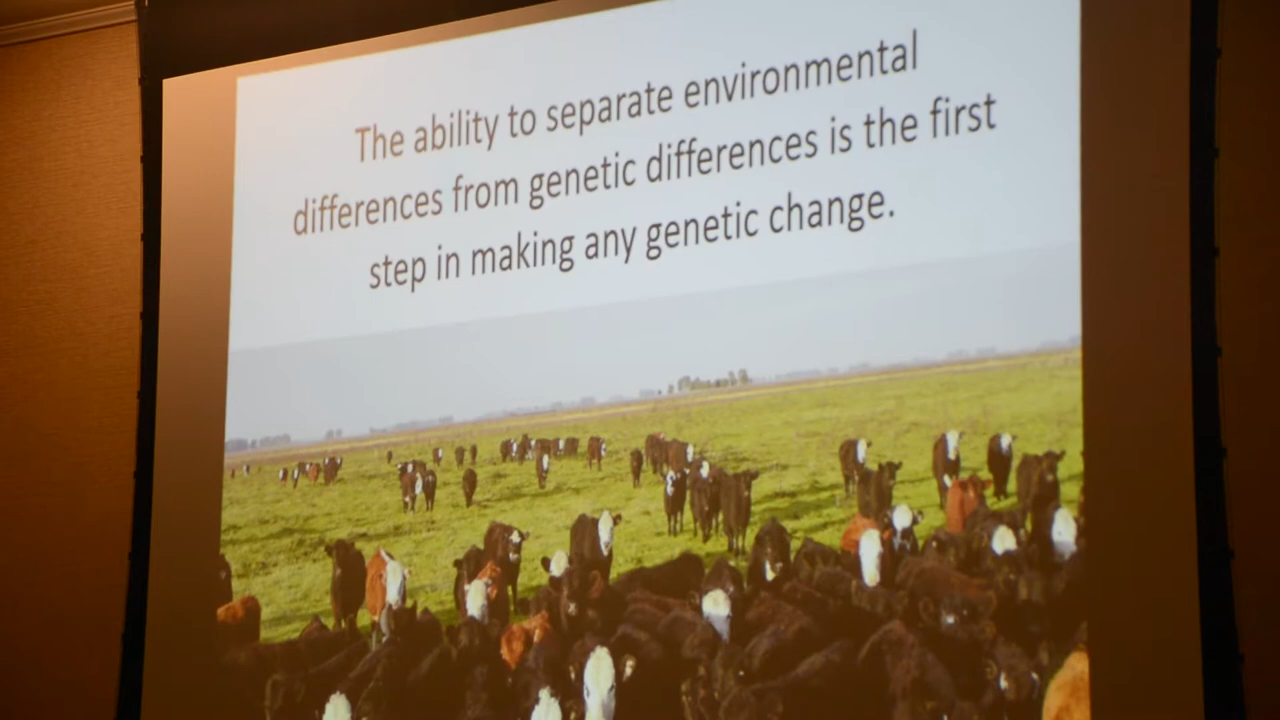 The ability to separate environmental
differences from genetic differences is the first
step in making any genetic change.